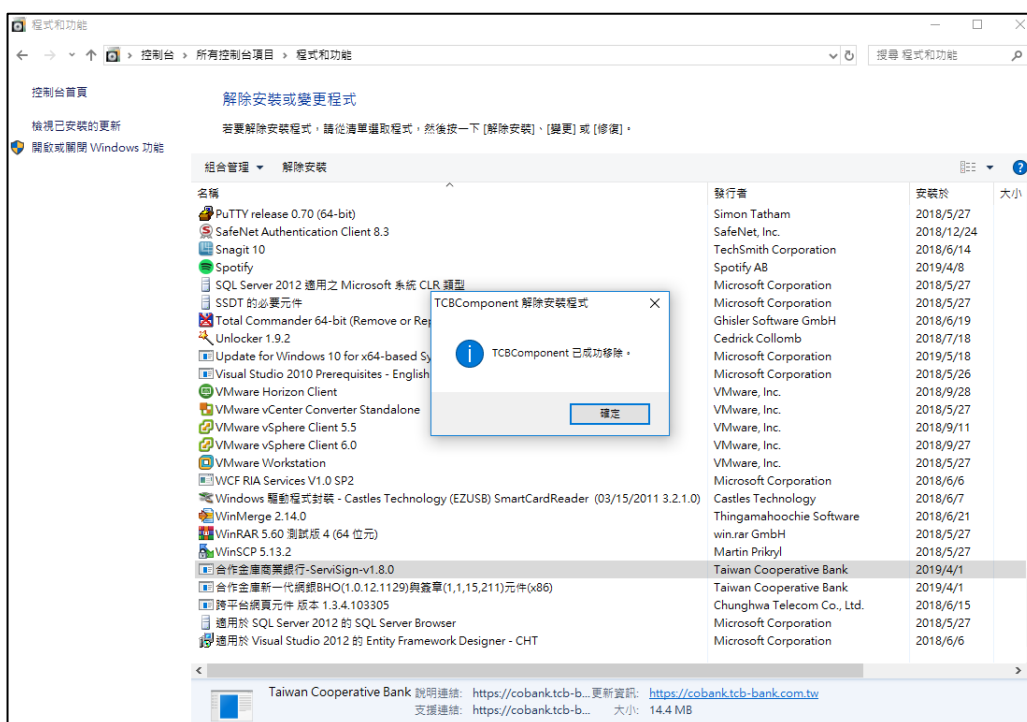 程式和功能
控制台 › 所有控制台項目 › 程式和功能
搜尋 程式和功能
控制台首頁
檢視已安裝的更新
開啟或關閉 Windows 功能
解除安裝或變更程式
若要解除安裝程式，請從清單選取程式，然後按一下 [解除安裝]、[變更] 或 [修復]。
組合管理 解除安裝
名稱 發行者 安裝於 大小
PuTTY release 0.70 (64-bit) Simon Tatham 2018/5/27
SafeNet Authentication Client 8.3 SafeNet, Inc. 2018/12/24
Snagit 10 TechSmith Corporation 2018/6/14
Spotify Spotify AB 2019/4/8
SQL Server 2012 適用之 Microsoft 系統 CLR 類型 Microsoft Corporation 2018/5/27
SSDT 的必要元件 Microsoft Corporation 2018/5/27
Total Commander 64-bit (Remove or Rep Ghisler Software GmbH 2018/6/19
Unlocker 1.9.2 Cedrick Collomb 2018/7/18
Update for Windows 10 for x64-based Sy Microsoft Corporation 2019/5/18
Visual Studio 2010 Prerequisites - English Microsoft Corporation 2018/5/26
VMware Horizon Client VMware, Inc. 2018/9/28
VMware vCenter Converter Standalone VMware, Inc. 2018/5/27
VMware vSphere Client 5.5 VMware, Inc. 2018/9/11
VMware vSphere Client 6.0 VMware, Inc. 2018/9/27
VMware Workstation VMware, Inc. 2018/5/27
WCF RIA Services V1.0 SP2 Microsoft Corporation 2018/6/6
Windows 驅動程式封裝 - Castles Technology (EZUSB) SmartCardReader (03/15/2011 3.2.1.0) Castles Technology 2018/6/7
WinMerge 2.14.0 Thingamahoochie Software 2018/6/21
WinRAR 5.60 測試版 4 (64 位元) win.rar GmbH 2018/5/27
WinSCP 5.13.2 Martin Prikryl 2018/5/27
合作金庫商業銀行-ServiSign-v1.8.0 Taiwan Cooperative Bank 2019/4/1
合作金庫新一代網銀BHO(1.0.12.1129)與簽章(1,1,15,211)元件(x86) Taiwan Cooperative Bank 2019/4/1
跨平台網頁元件 版本 1.3.4.103305 Chunghwa Telecom Co., Ltd. 2018/6/15
適用於 SQL Server 2012 的 SQL Server Browser Microsoft Corporation 2018/5/27
適用於 Visual Studio 2012 的 Entity Framework Designer - CHT Microsoft Corporation 2018/6/6
TCBComponent 解除安裝程式
TCBComponent 已成功移除。
確定
Taiwan Cooperative Bank 說明連結: https://cobank.tcb-b... 更新資訊: https://cobank.tcb-bank.com.tw
支援連結: https://cobank.tcb-b... 大小: 14.4 MB